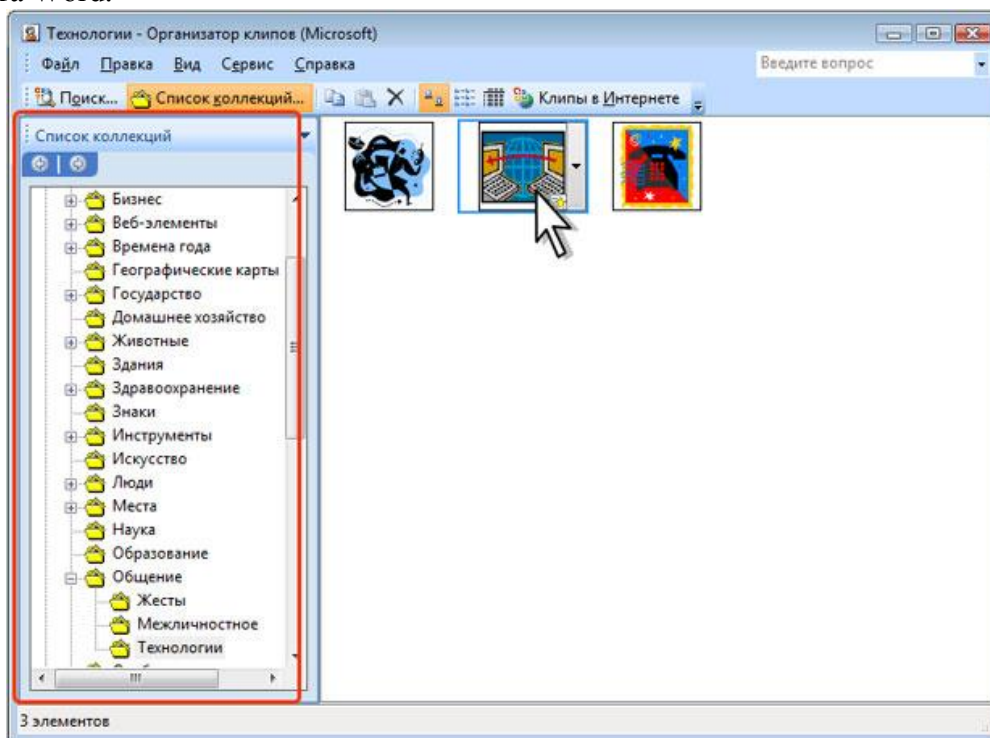 на Word.
Технологии - Организатор клипов (Microsoft)
Файл Правка Вид Сервис Справка
Введите вопрос
Поиск... Список коллекций... Клипы в Интернете
Список коллекций
Бизнес
Веб-элементы
Времена года
Географические карты
Государство
Домашнее хозяйство
Животные
Здания
Здравоохранение
Знаки
Инструменты
Искусство
Люди
Места
Наука
Образование
Общение
Жесты
Межличностное
Технологии
3 элементов